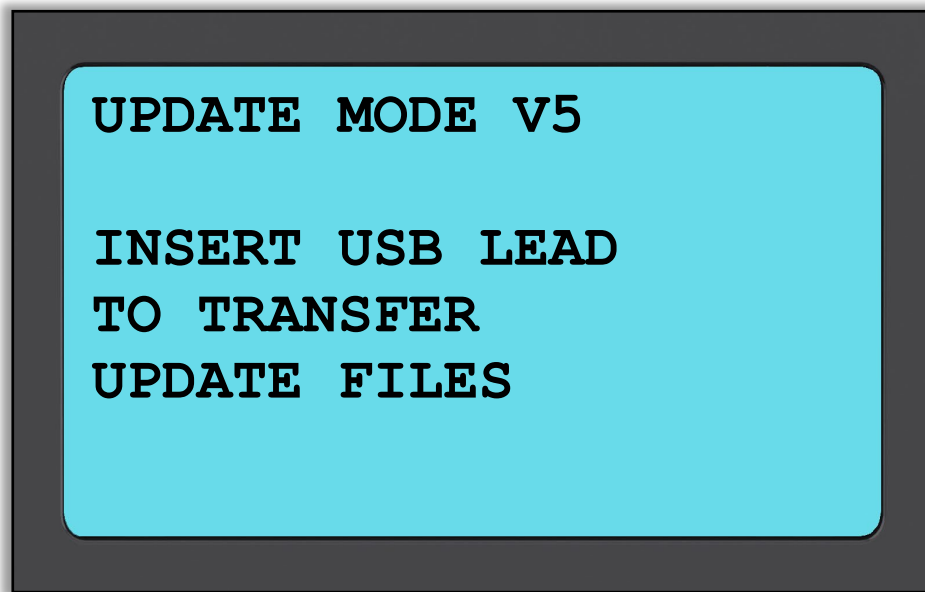 UPDATE MODE V5
INSERT USB LEAD
TO TRANSFER
UPDATE FILES